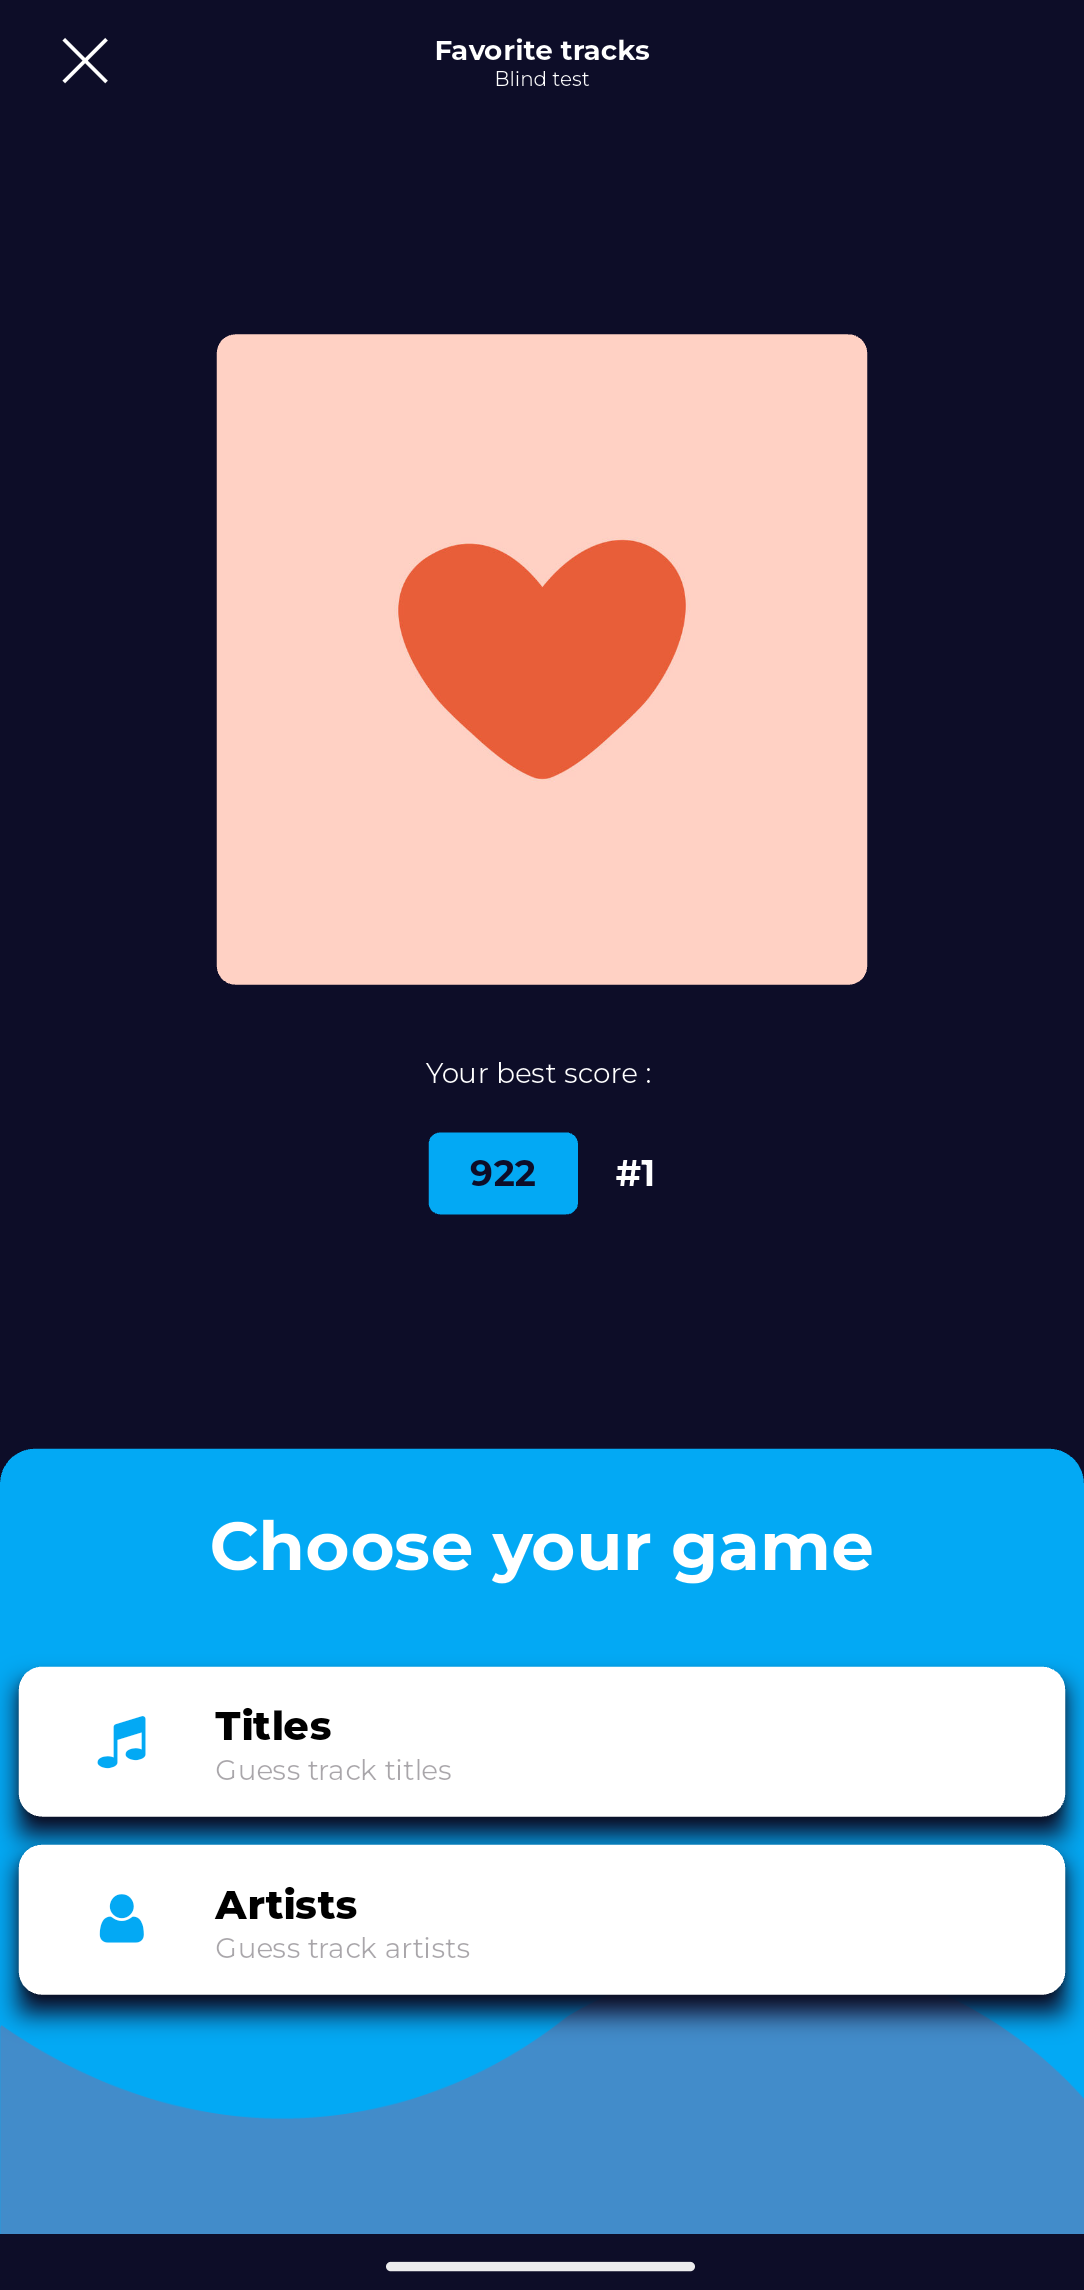 Favorite tracks
Blind test
Your best score :
922 #1
Choose your game
Titles
Guess track titles
Artists
Guess track artists